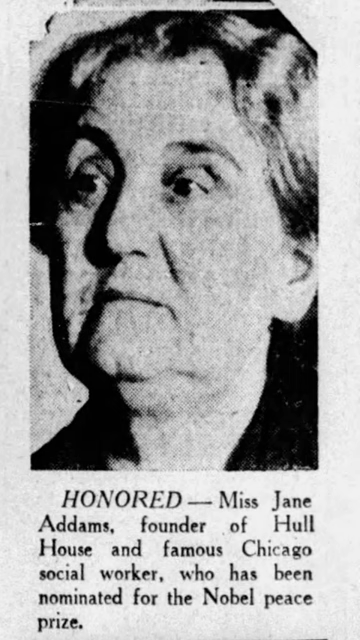 HONORED — Miss Jane
Addams, founder of Hull
House and famous Chicago
social worker, who has been
nominated for the Nobel peace
prize.